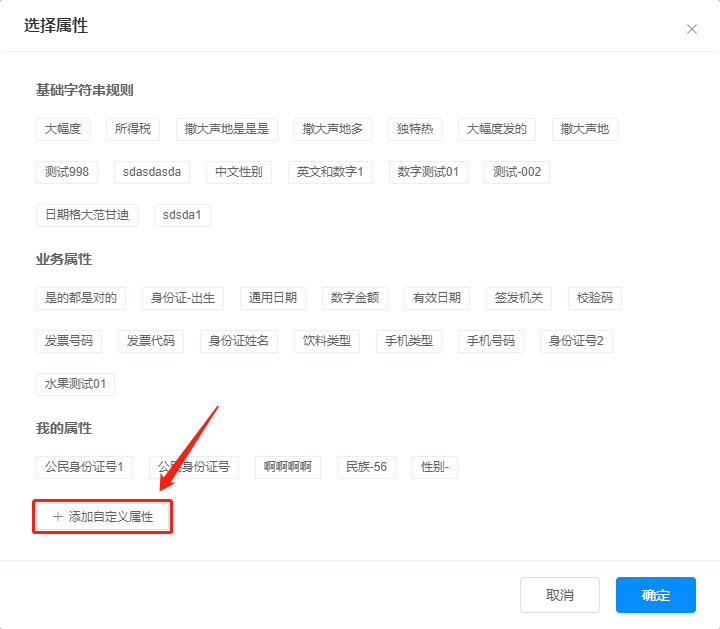 选择属性
基础字符串规则
大幅度 所得税 撒大声地是是是 撒大声地多 独特热 大幅度发的 撒大声地
测试998 sdasdasda 中文性别 英文和数字1 数字测试01 测试-002
日期格大范甘迪 sdsda1
业务属性
是的都是对的 身份证-出生 通用日期 数字金额 有效日期 签发机关 校验码
发票号码 发票代码 身份证姓名 饮料类型 手机类型 手机号码 身份证号2
水果测试01
我的属性
公民身份证号1 公民身份证号 啊啊啊啊 民族-56 性别-
+ 添加自定义属性
取消 确定